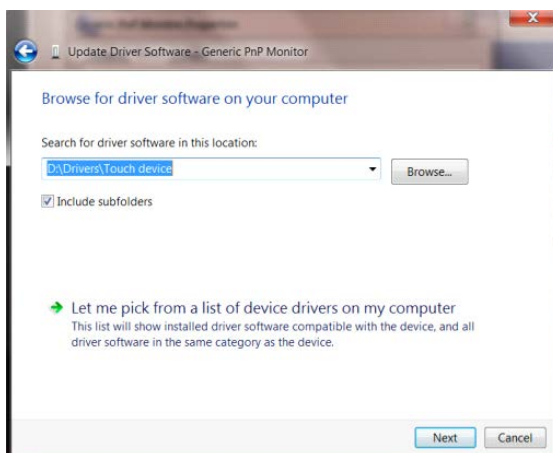 Update Driver Software - Generic PnP Monitor
Browse for driver software on your computer
Search for driver software in this location:
D:\Drivers\Touch device
Browse...
Include subfolders
Let me pick from a list of device drivers on my computer
This list will show installed driver software compatible with the device, and all
driver software in the same category as the device.
Next
Cancel